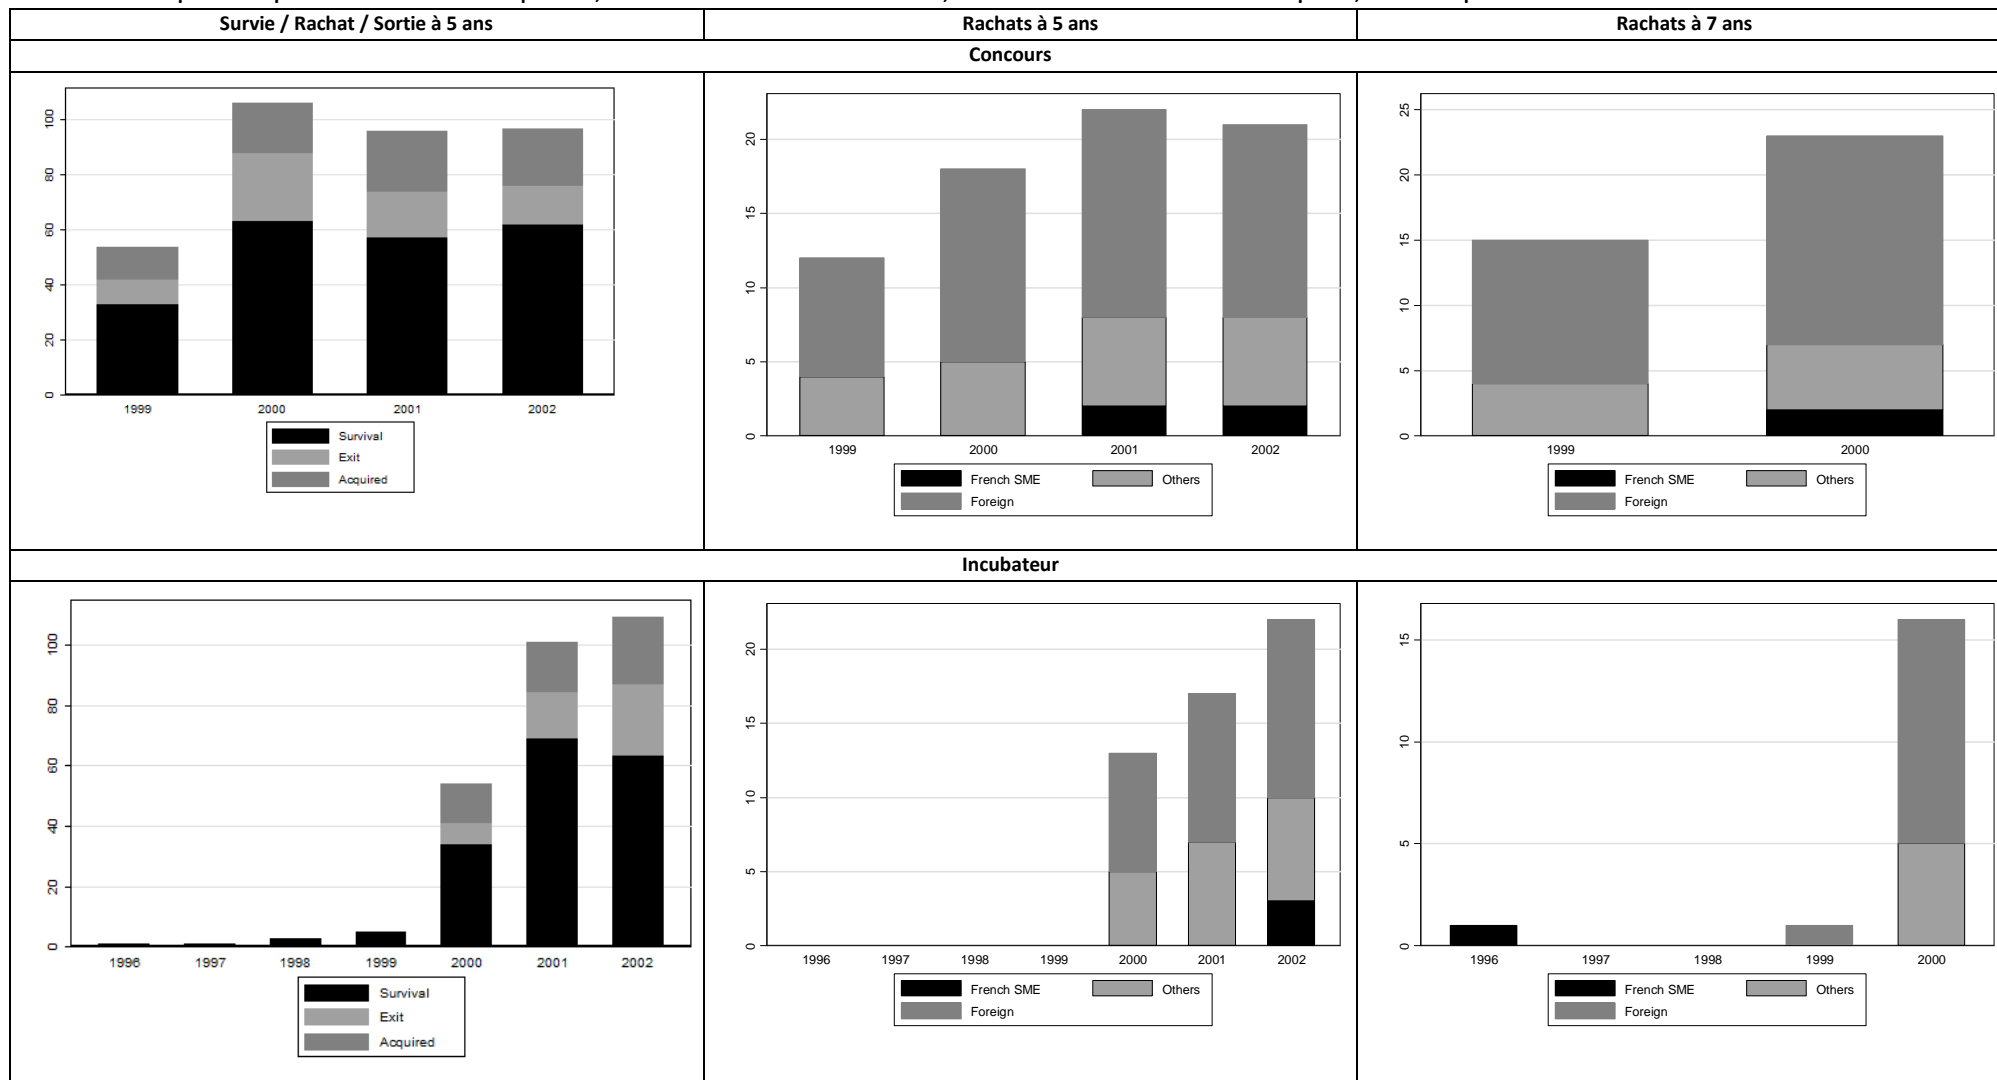 Survie / Rachat / Sortie à 5 ans
Rachats à 5 ans
Rachats à 7 ans
Concours
0 20 40 60 80 100
1999 2000 2001 2002
Survival
Exit
Acquired
0 5 10 15 20
1999 2000 2001 2002
French SME Others
Foreign
0 5 10 15 20 25
1999 2000
French SME Others
Foreign
Incubateur
0 20 40 60 80 100
1996 1997 1998 1999 2000 2001 2002
Survival
Exit
Acquired
0 5 10 15 20
1996 1997 1998 1999 2000 2001 2002
French SME Others
Foreign
0 5 10 15
1996 1997 1998 1999 2000
French SME Others
Foreign